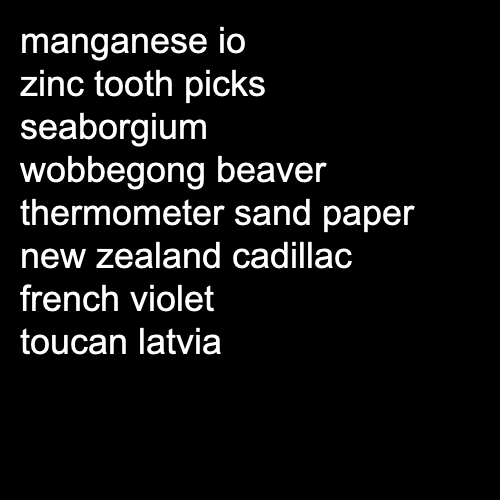 manganese io
zinc tooth picks
seaborgium
wobbegong beaver
thermometer sand paper
new zealand cadillac
french violet
toucan latvia